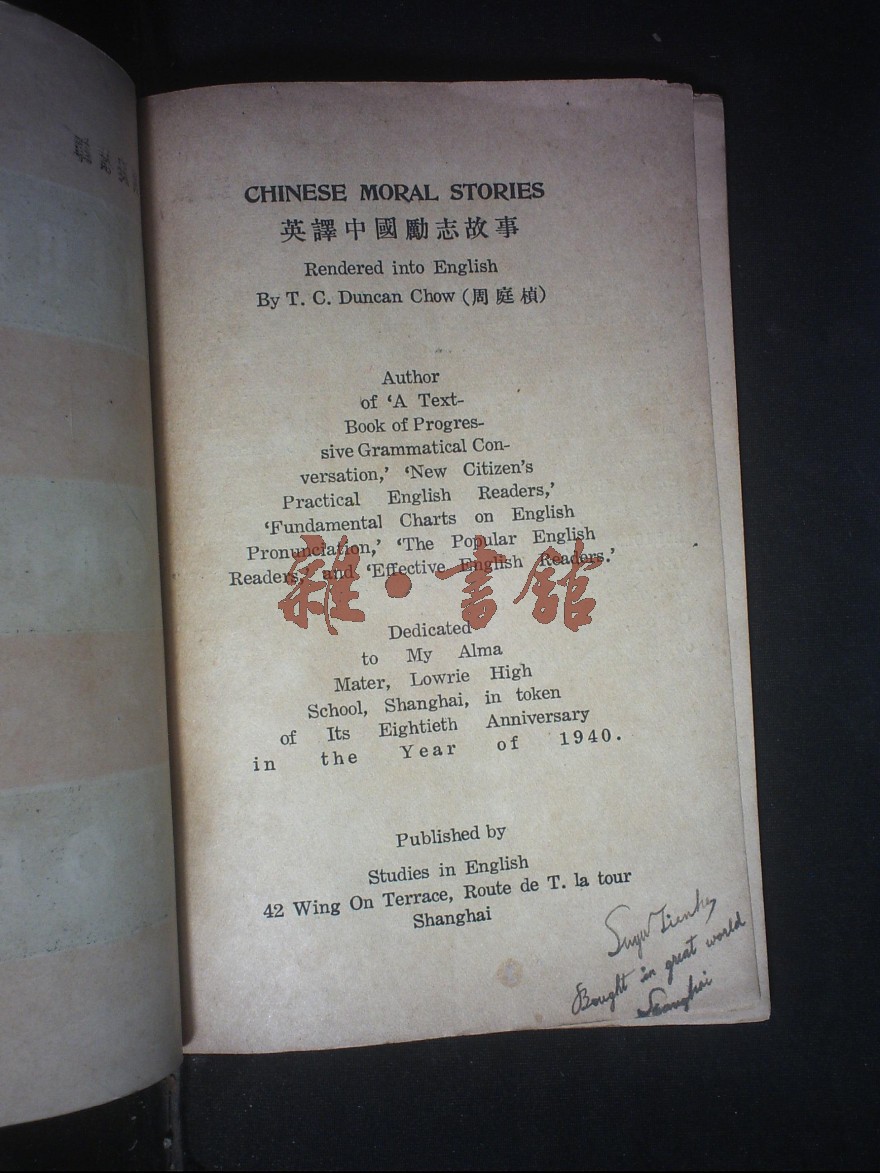 CHINESE MORAL STORIES
英譯中國勵志故事
Rendered into English
By T. C. Duncan Chow (周庭楨)
Author
of ‘A Text-
Book of Progres-
sive Grammatical Con-
versation,’ ‘New Citizen’s
Practical English Readers,’
‘Fundamental Charts on English
Pronunciation,’ ‘The Popular English
Readers,’ and ‘Effective English Readers.’
雜·書館
Dedicated
to My Alma
Mater, Lowrie High
School, Shanghai, in token
of Its Eightieth Anniversary
in the Year of 1940.
Published by
Studies in English
42 Wing On Terrace, Route de T. la tour
Shanghai
Bought in great world
Shanghai